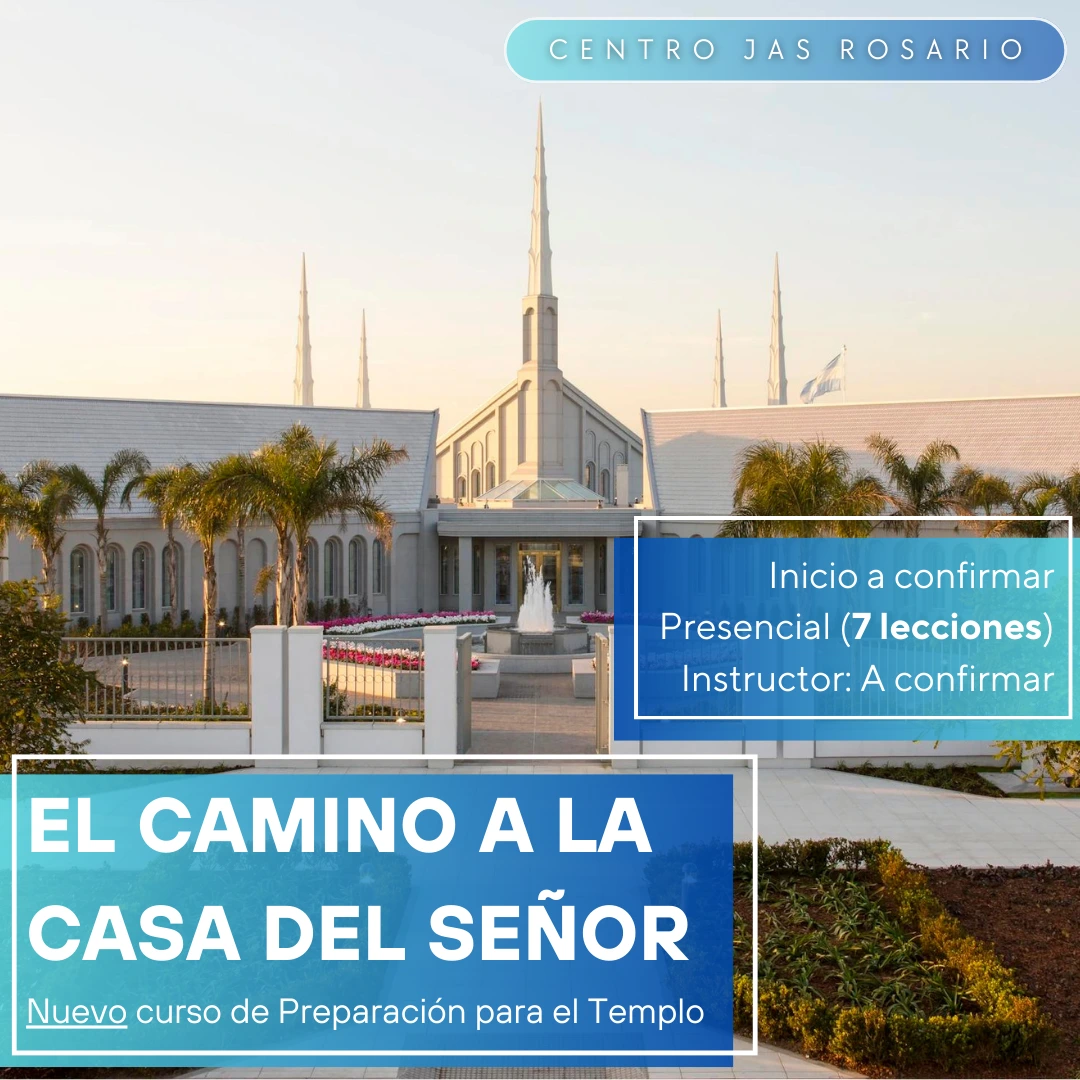 CENTRO JAS ROSARIO
Inicio a confirmar
Presencial (7 lecciones)
Instructor: A confirmar
EL CAMINO A LA
CASA DEL SEÑOR
Nuevo curso de Preparación para el Templo